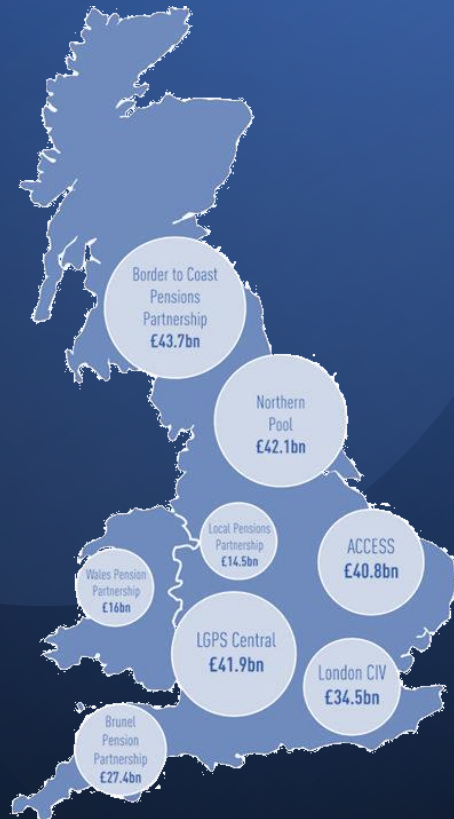 Border to Coast
Pensions
Partnership
£43.7bn
Northern
Pool
£42.1bn
Local Pensions
Partnership
£14.5bn
ACCESS
£40.8bn
Wales Pension
Partnership
£16bn
LGPS Central
£41.9bn
London CIV
£34.5bn
Brunel
Pension
Partnership
£27.4bn